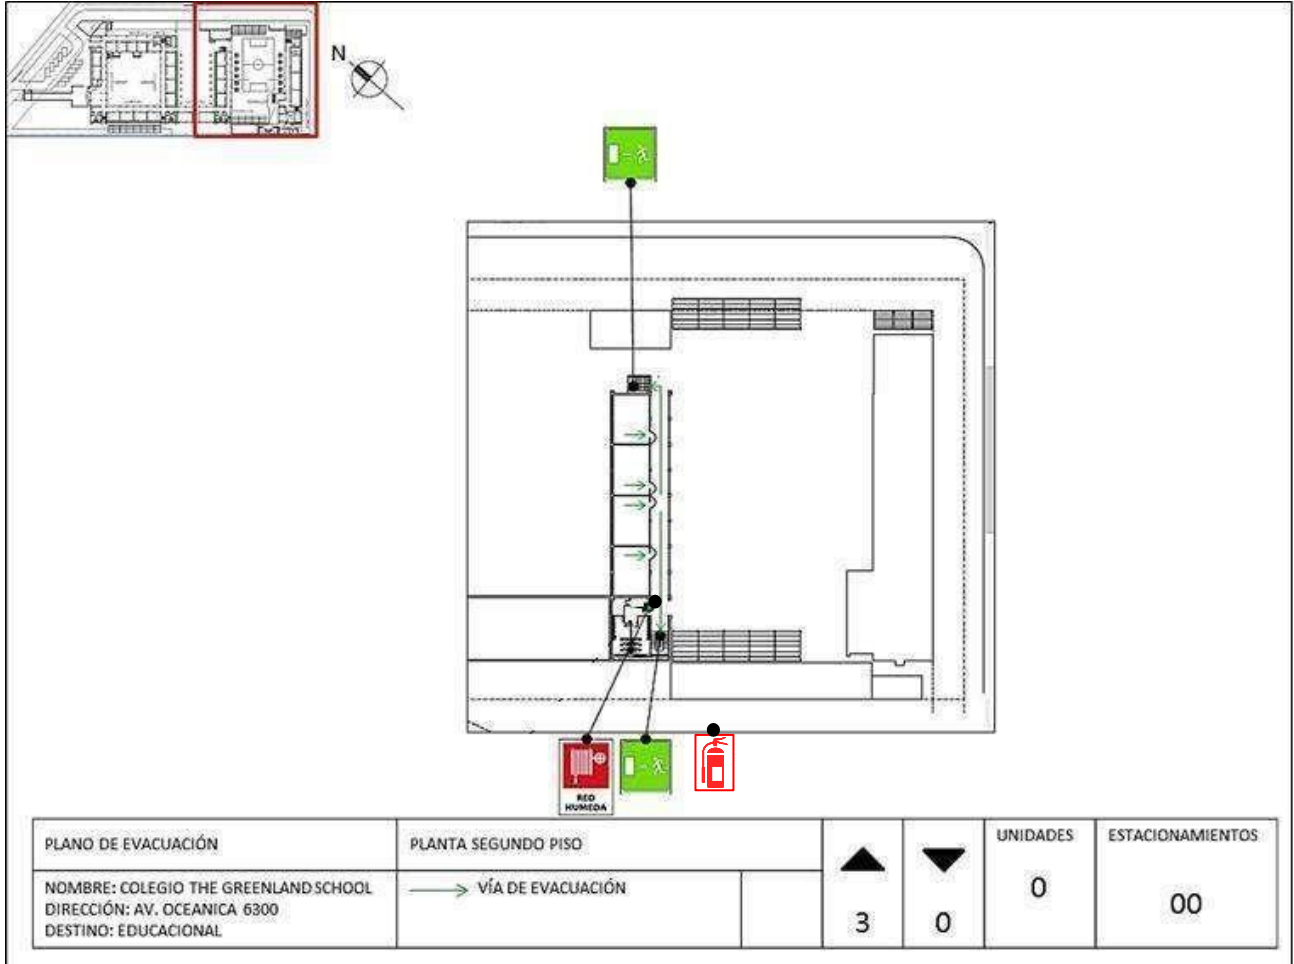 N
RED
HUMEDA
PLANO DE EVACUACIÓN
PLANTA SEGUNDO PISO
NOMBRE: COLEGIO THE GREENLAND SCHOOL
DIRECCIÓN: AV. OCEANICA 6300
DESTINO: EDUCACIONAL
VÍA DE EVACUACIÓN
3
0
UNIDADES
0
ESTACIONAMIENTOS
00